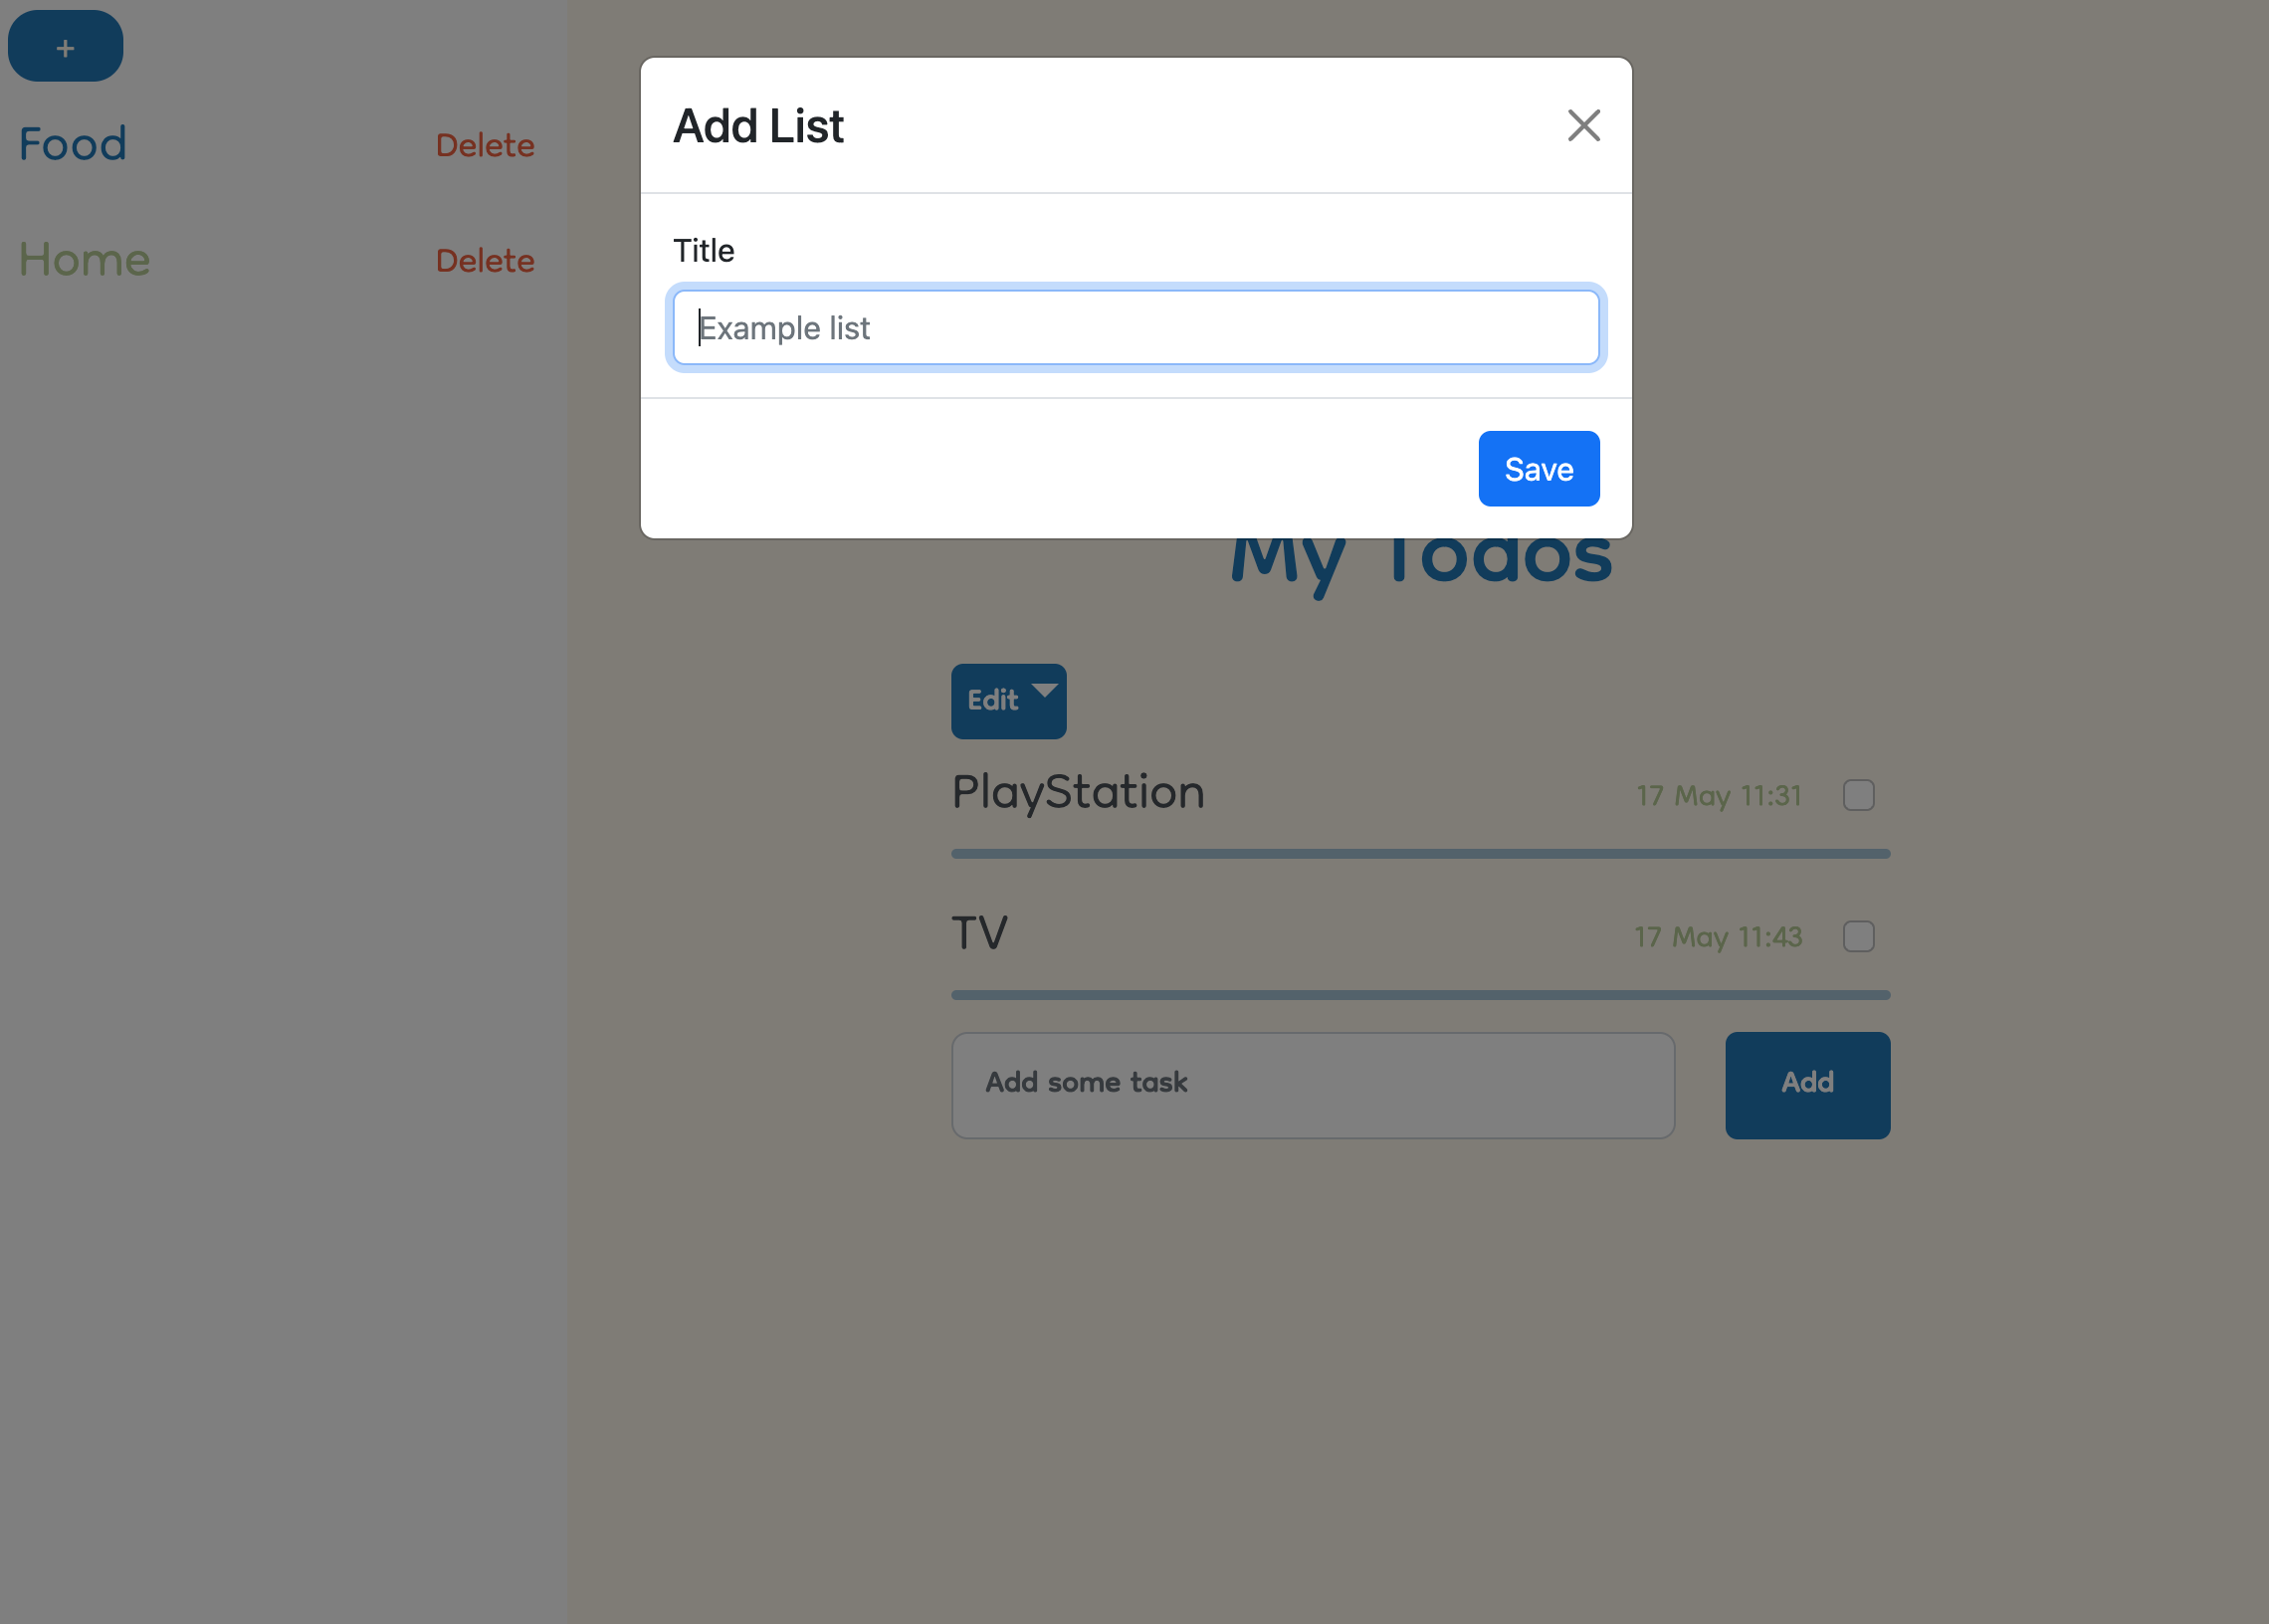 +
Food Delete
Home Delete
Add List
Title
Example list
Save
My Todos
Edit
PlayStation 17 May 11:31
TV 17 May 11:43
Add some task Add